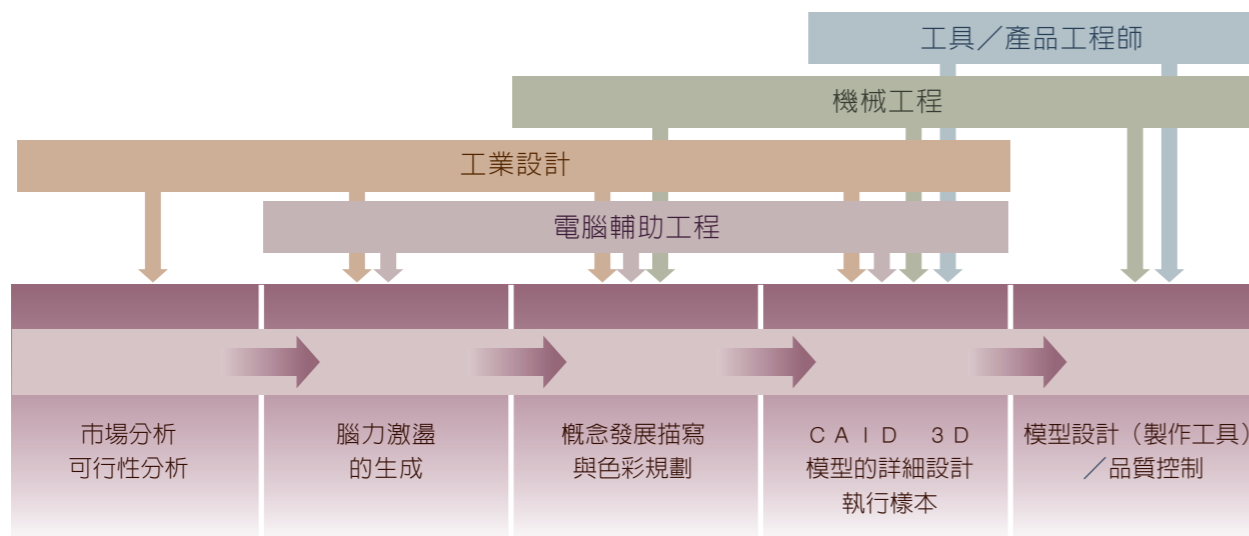 工具／產品工程師
機械工程
工業設計
電腦輔助工程
市場分析
可行性分析
腦力激盪
的生成
概念發展描寫
與色彩規劃
CAID 3D
模型的詳細設計
執行樣本
模型設計（製作工具）
／品質控制